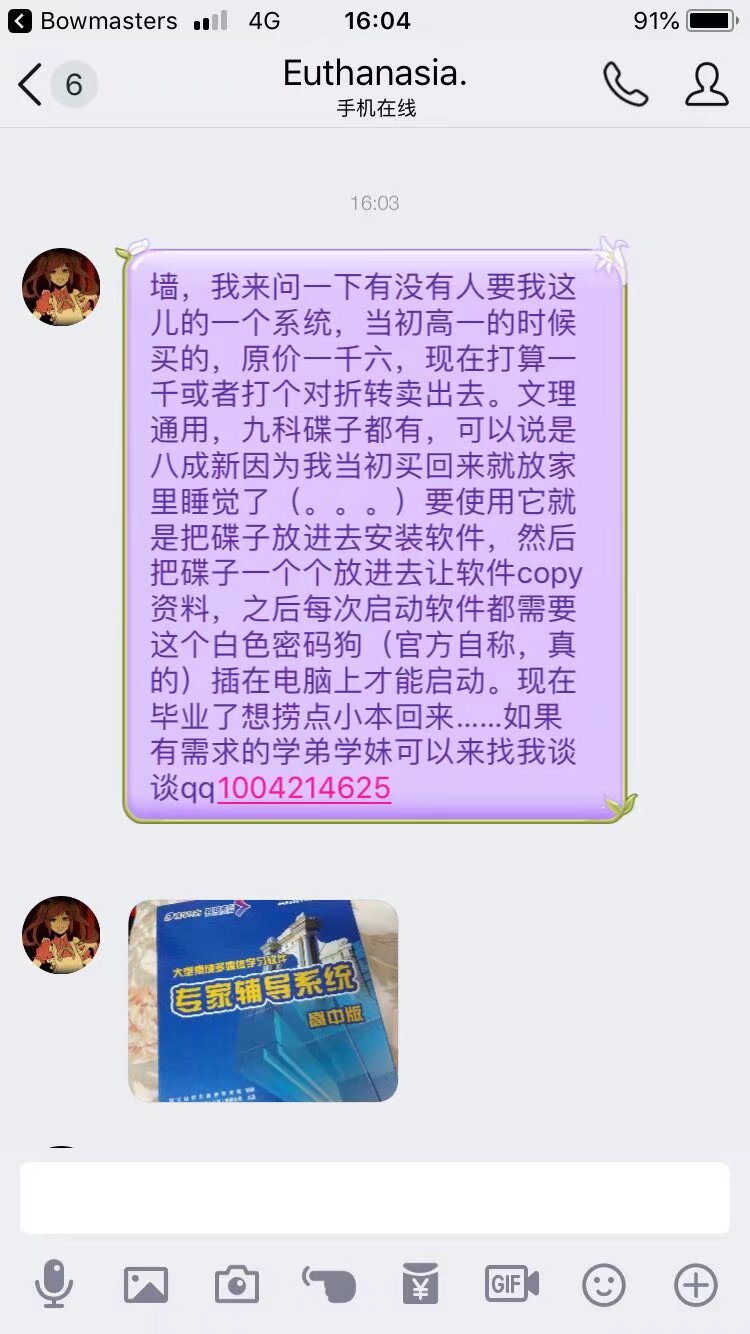 Bowmasters 4G 16:04 91%
6 Euthanasia.
手机在线
16:03
墙，我来问一下有没有人要我这
儿的一个系统，当初高一的时候
买的，原价一千六，现在打算一
千或者打个对折转卖出去。文理
通用，九科碟子都有，可以说是
八成新因为我当初买回来就放家
里睡觉了（。。。）要使用它就
是把碟子放进去安装软件，然后
把碟子一个个放进去让软件copy
资料，之后每次启动软件都需要
这个白色密码狗（官方自称，真
的）插在电脑上才能启动。现在
毕业了想捞点小本回来……如果
有需求的学弟学妹可以来找我谈
谈qq1004214625
大型集成多媒体学习软件
专家辅导系统
高中版
GIF